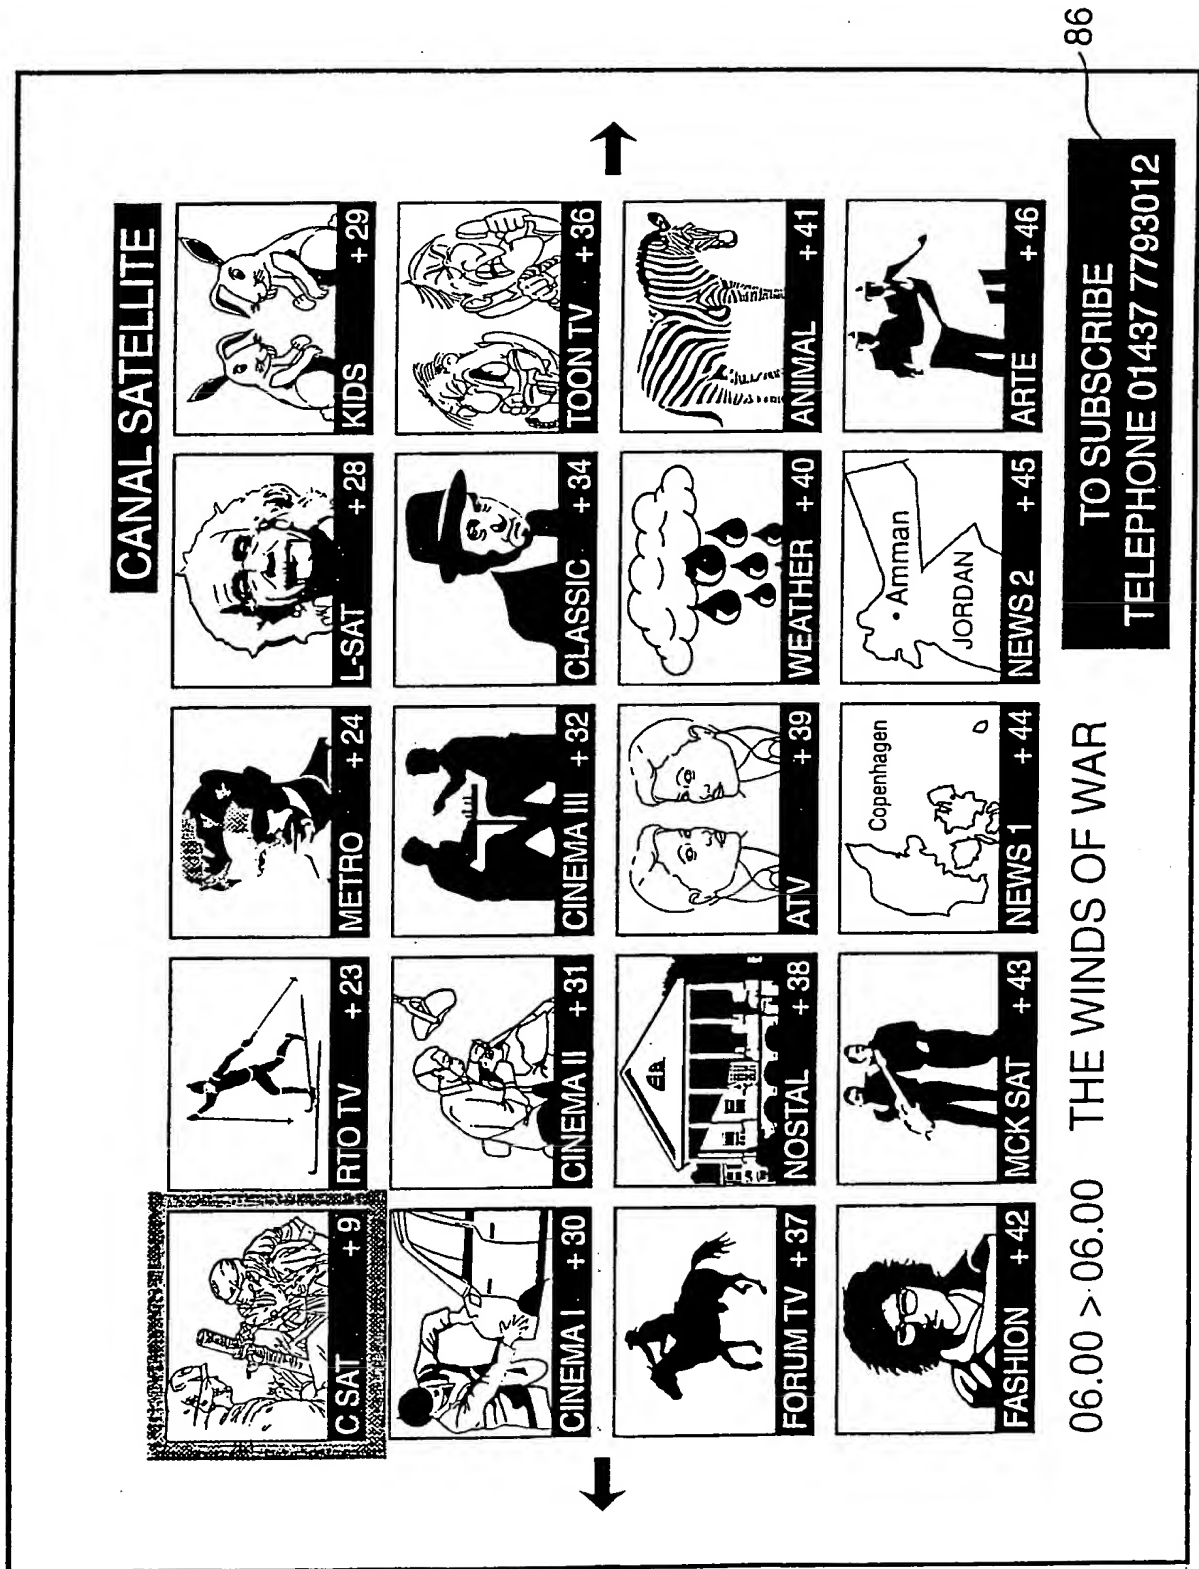 CANAL SATELLITE
C SAT + 9
RTO TV + 23
METRO + 24
L-SAT + 28
KIDS + 29
CINEMA I + 30
CINEMA II + 31
CINEMA III + 32
CLASSIC + 34
TOON TV + 36
FORUM TV + 37
NOSTAL + 38
ATV + 39
WEATHER + 40
ANIMAL + 41
Copenhagen
Amman
JORDAN
FASHION + 42
MCK SAT + 43
NEWS 1 + 44
NEWS 2 + 45
ARTE + 46
06.00 > 06.00 THE WINDS OF WAR
TO SUBSCRIBE
TELEPHONE 01437 7793012
86